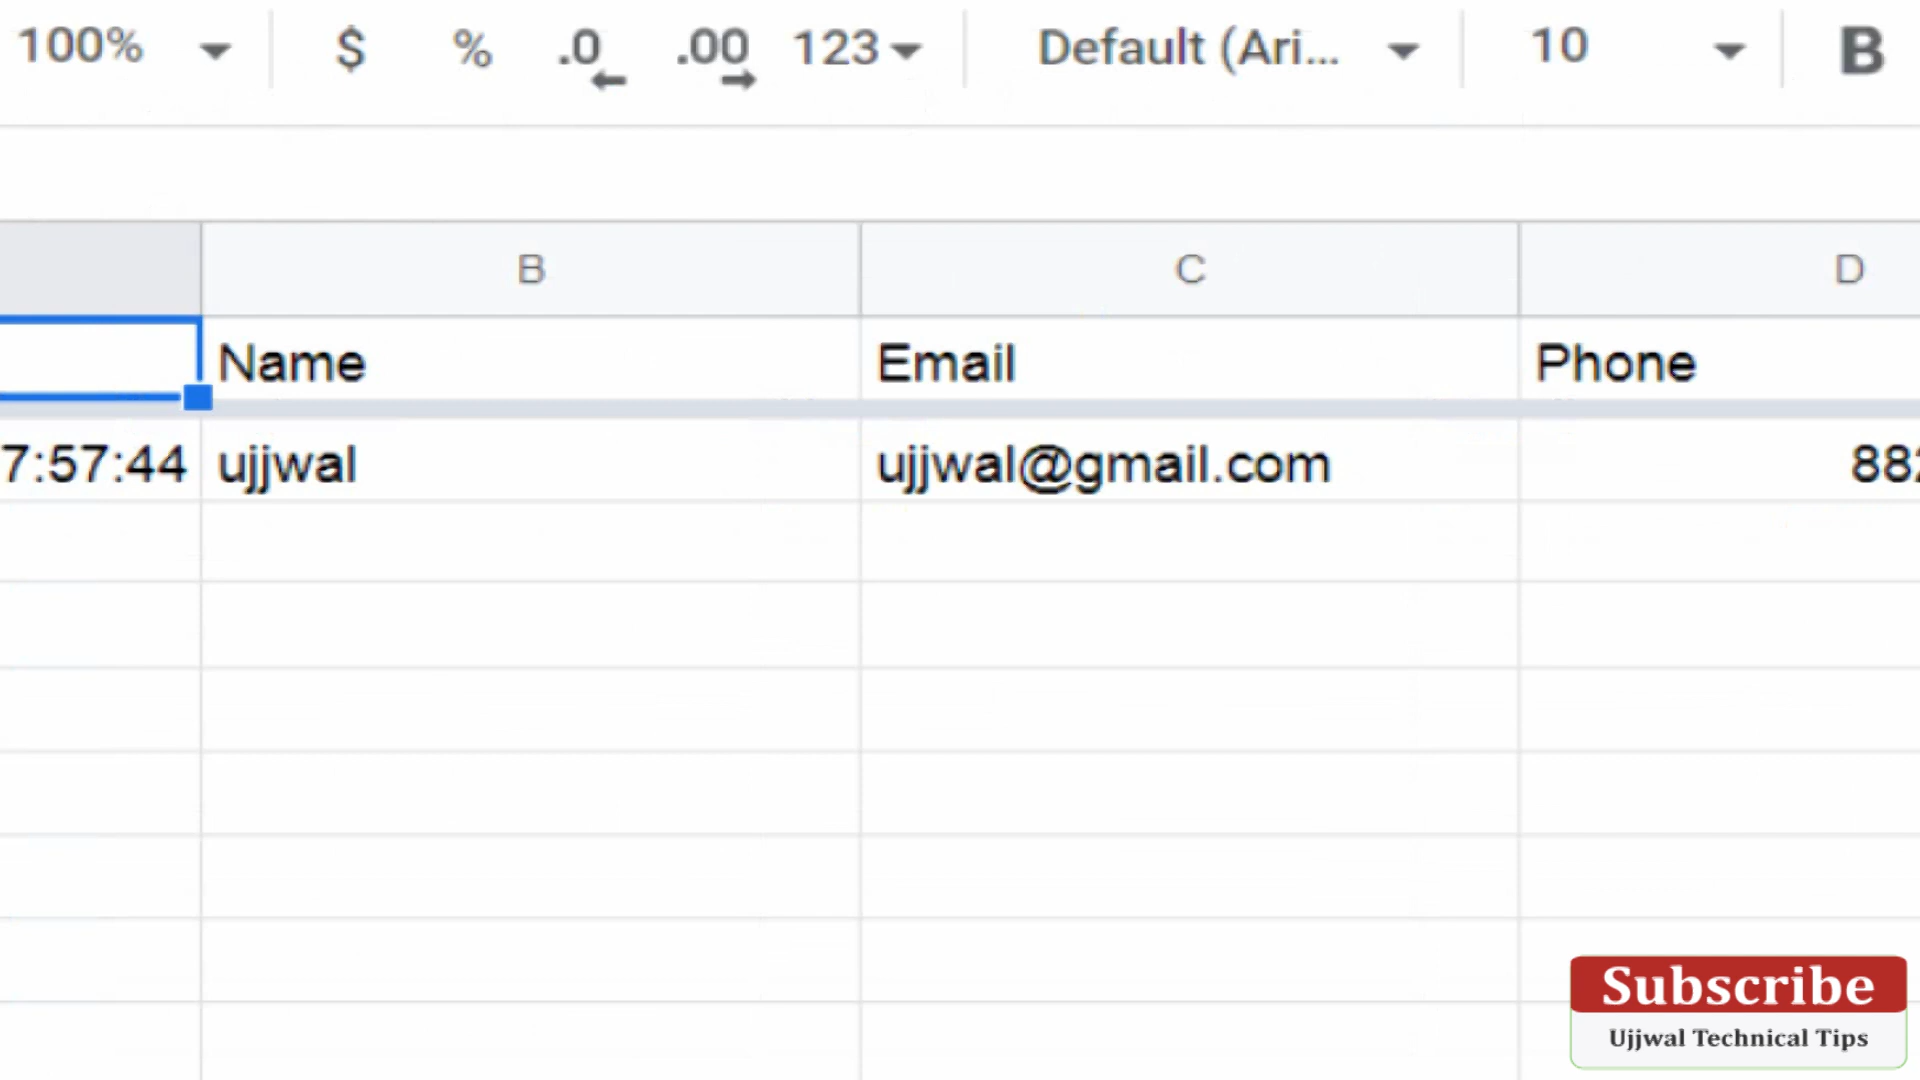 100% $ % .0 .00 123 Default (Ari... 10 B
B C D
Name Email Phone
7:57:44 ujjwal ujjwal@gmail.com 882
Subscribe
Ujjwal Technical Tips